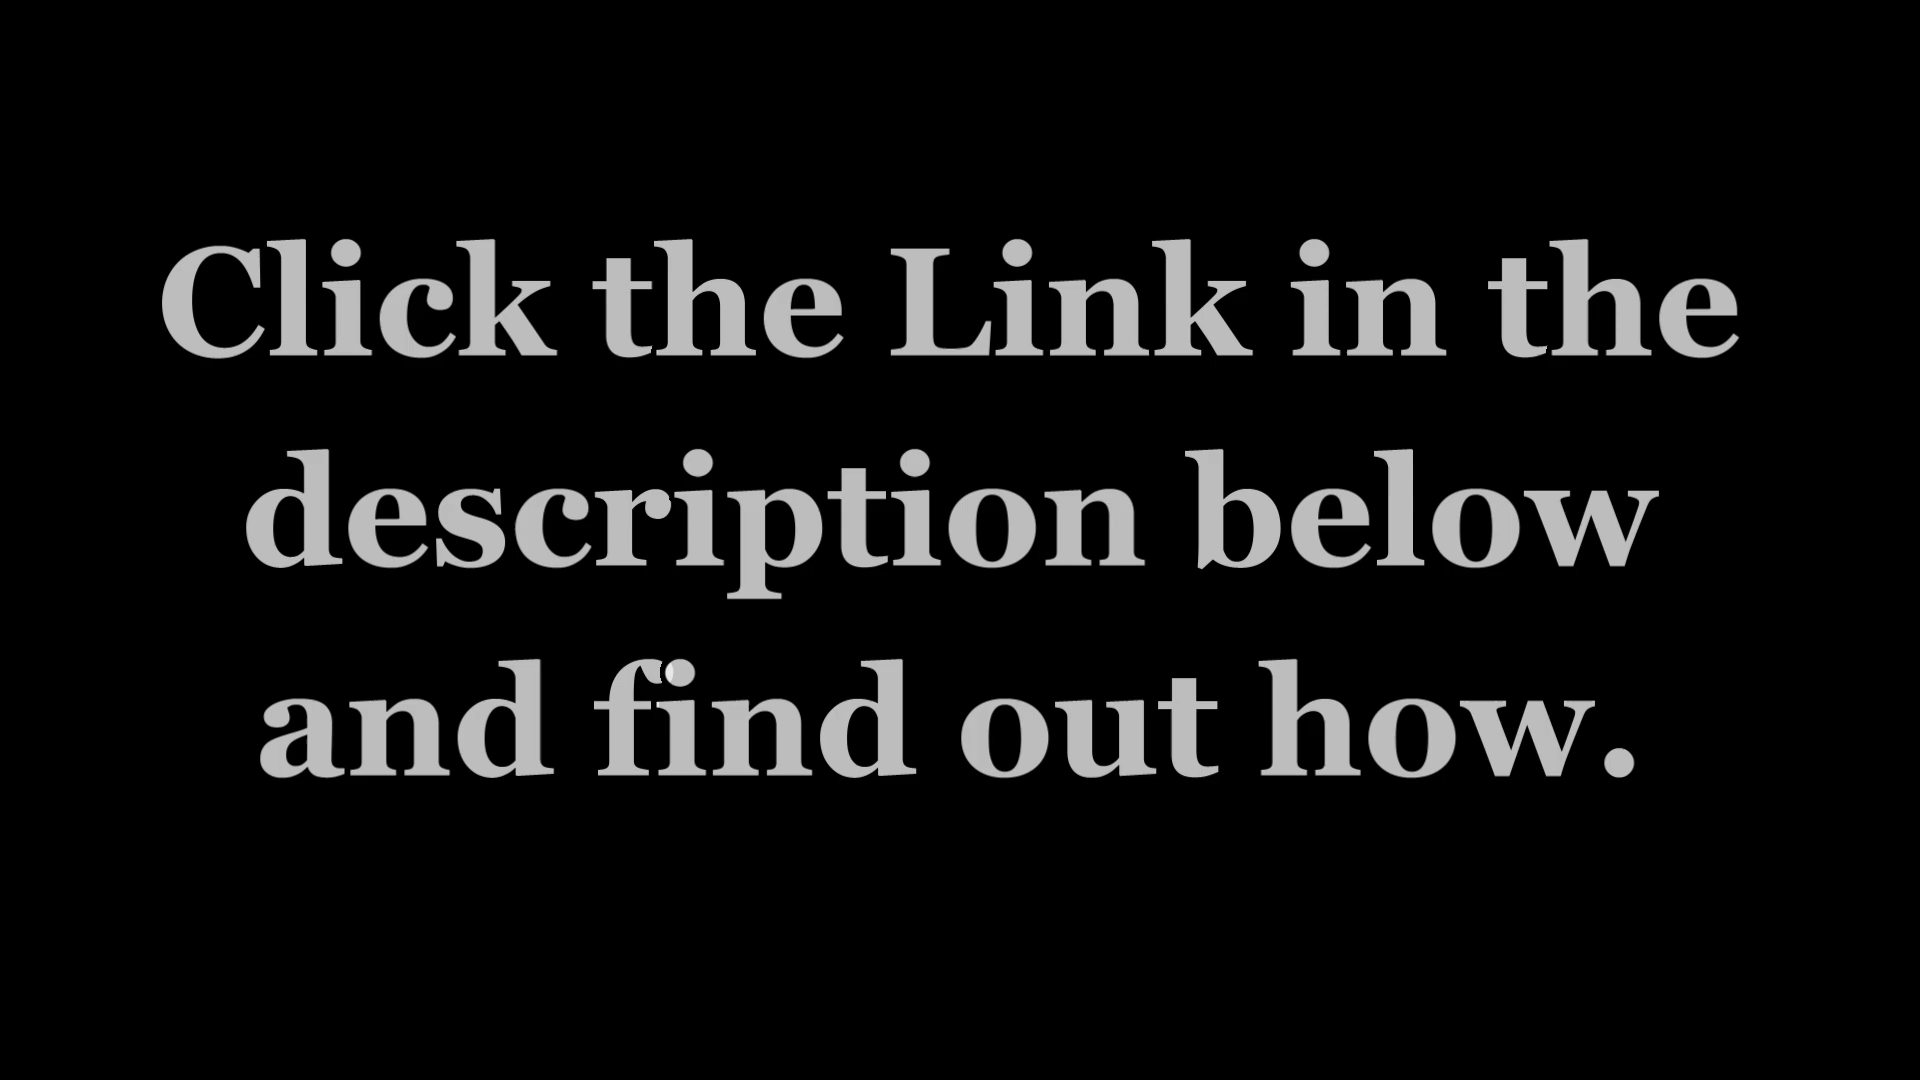 Click the Link in the
description below
and find out how.